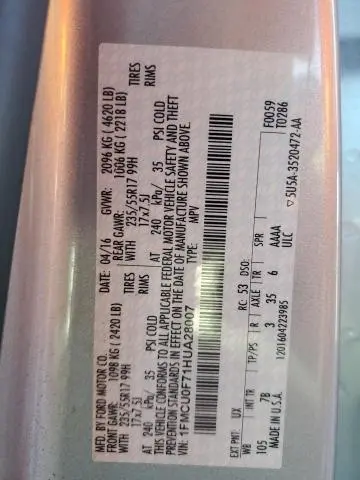 MFD. BY FORD MOTOR CO.
DATE: 04/16 GVWR: 2096 KG ( 4620 LB)
FRONT GAWR: 1098 KG ( 2420 LB) REAR GAWR: 1006 KG ( 2218 LB)
WITH 235/55R17 99H TIRES WITH 235/55R17 99H TIRES
17x7.5J RIMS 17x7.5J RIMS
AT 240 kPa/ 35 PSI COLD AT 240 kPa/ 35 PSI COLD
THIS VEHICLE CONFORMS TO ALL APPLICABLE FEDERAL MOTOR VEHICLE SAFETY AND THEFT
PREVENTION STANDARDS IN EFFECT ON THE DATE OF MANUFACTURE SHOWN ABOVE.
1FMCU0F71HUA28007 TYPE: MPV
F0059
T0286
EXT PNT: UX RC: 53 DSO:
WB INT TR TP/PS R AXLE TR SPR
105 7B 3 35 6 AAAA
ULC
MADE IN U.S.A. 1201604223985 5U5A-3520472-AA